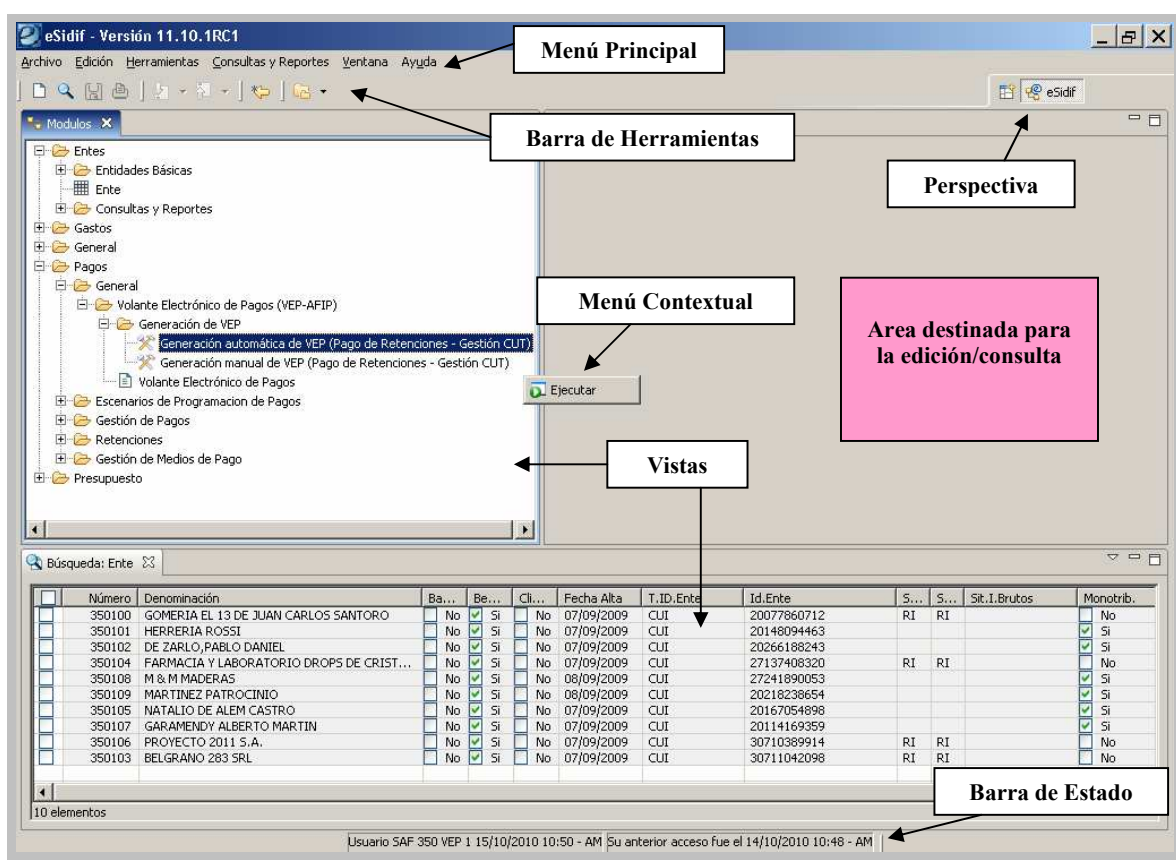 eSidif - Versión 11.10.1RC1
Menú Principal
Archivo Edición Herramientas Consultas y Reportes Ventana Ayuda
eSidif
Modulos
Barra de Herramientas
Perspectiva
Entes
Entidades Básicas
Ente
Consultas y Reportes
Gastos
General
Pagos
General
Volante Electrónico de Pagos (VEP-AFIP)
Generación de VEP
Generación automática de VEP (Pago de Retenciones - Gestión CUT)
Generación manual de VEP (Pago de Retenciones - Gestión CUT)
Volante Electrónico de Pagos
Escenarios de Programacion de Pagos
Gestión de Pagos
Retenciones
Gestión de Medios de Pago
Presupuesto
Menú Contextual
Ejecutar
Area destinada para
la edición/consulta
Vistas
Búsqueda: Ente
Número Denominación Ba... Be... Cli... Fecha Alta T.ID.Ente Id.Ente S... S... Sit.I.Brutos Monotrib.
350100 GOMERIA EL 13 DE JUAN CARLOS SANTORO No Si No 07/09/2009 CUI 20077860712 RI RI No
350101 HERRERIA ROSSI No Si No 07/09/2009 CUI 20148094463 Si
350102 DE ZARLO,PABLO DANIEL No Si No 07/09/2009 CUI 20266188243 Si
350104 FARMACIA Y LABORATORIO DROPS DE CRIST... No Si No 07/09/2009 CUI 27137408320 RI RI No
350108 M & M MADERAS No Si No 08/09/2009 CUI 27241890053 Si
350109 MARTINEZ PATROCINIO No Si No 08/09/2009 CUI 20218238654 Si
350105 NATALIO DE ALEM CASTRO No Si No 07/09/2009 CUI 20167054898 Si
350107 GARAMENDY ALBERTO MARTIN No Si No 07/09/2009 CUI 20114169359 Si
350106 PROYECTO 2011 S.A. No Si No 07/09/2009 CUI 30710389914 RI RI No
350103 BELGRANO 283 SRL No Si No 07/09/2009 CUI 30711042098 RI RI No
10 elementos
Barra de Estado
Usuario SAF 350 VEP 1 15/10/2010 10:50 - AM Su anterior acceso fue el 14/10/2010 10:48 - AM